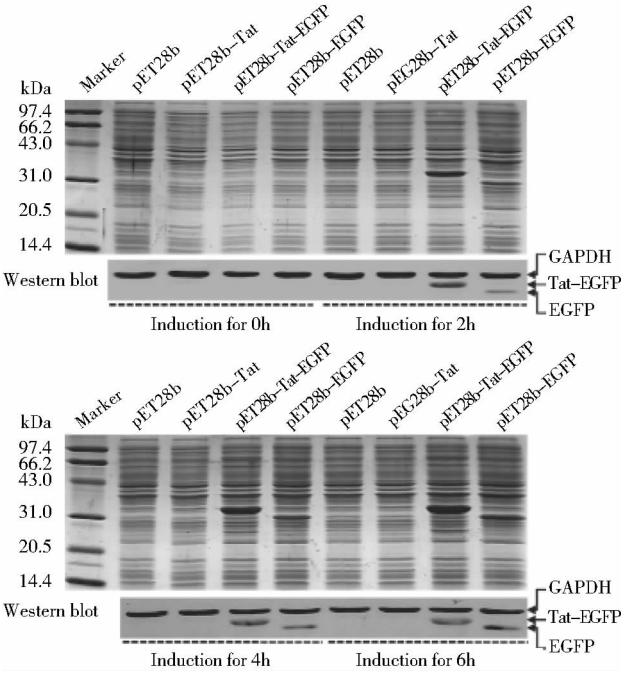 Marker pET28b pET28b-Tat pET28b-Tat-EGFP pET28b-EGFP pET28b pEG28b-Tat pET28b-Tat-EGFP pET28b-EGFP
kDa
97.4
66.2
43.0
31.0
20.5
14.4
GAPDH
Western blot
Tat-EGFP
EGFP
Induction for 0h Induction for 2h
Marker pET28b pET28b-Tat pET28b-Tat-EGFP pET28b-EGFP pET28b pEG28b-Tat pET28b-Tat-EGFP pET28b-EGFP
kDa
97.4
66.2
43.0
31.0
20.5
14.4
GAPDH
Western blot
Tat-EGFP
EGFP
Induction for 4h Induction for 6h